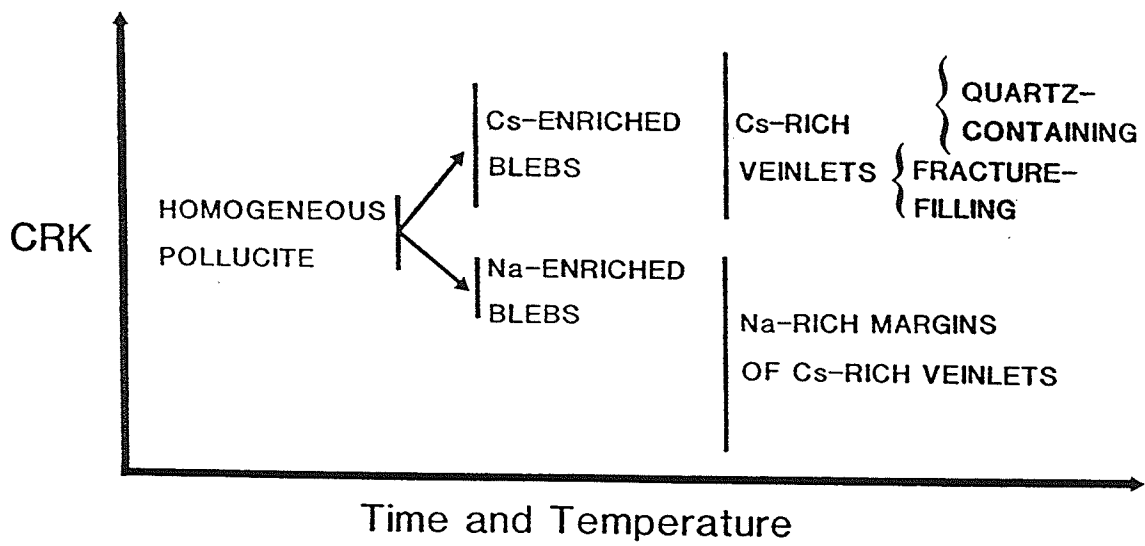 CRK
HOMOGENEOUS
POLLUCITE
Cs-ENRICHED
BLEBS
Na-ENRICHED
BLEBS
Cs-RICH
VEINLETS
QUARTZ-
CONTAINING
FRACTURE-
FILLING
Na-RICH MARGINS
OF Cs-RICH VEINLETS
Time and Temperature